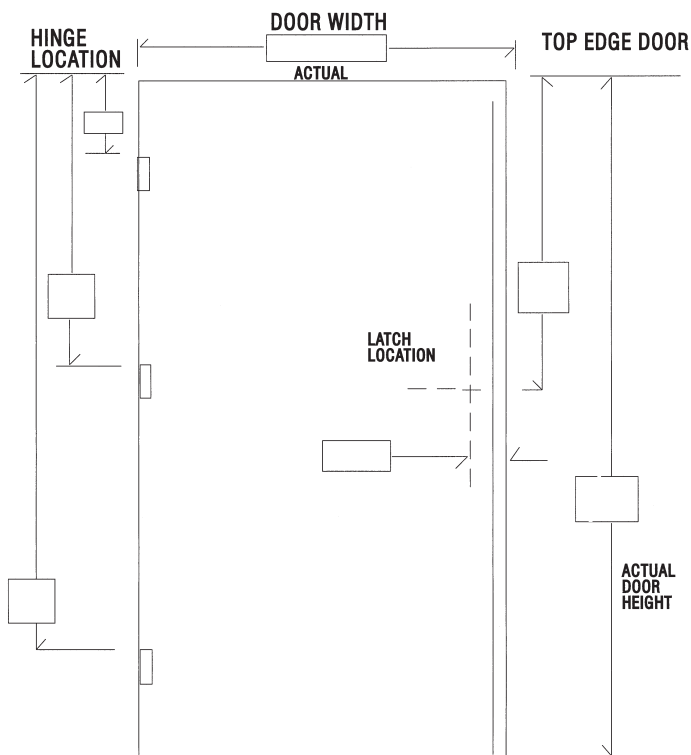 DOOR WIDTH
HINGE
LOCATION
TOP EDGE DOOR
ACTUAL
LATCH
LOCATION
ACTUAL
DOOR
HEIGHT